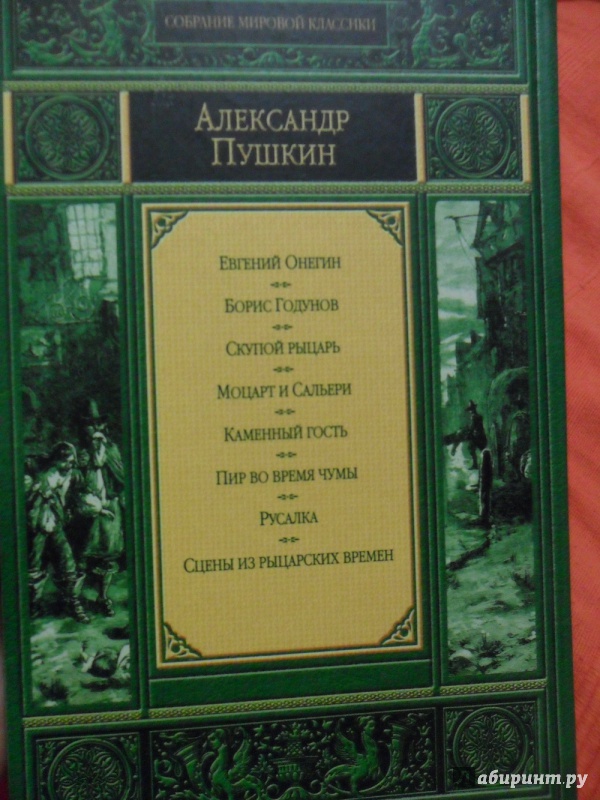 СОБРАНИЕ МИРОВОЙ КЛАССИКИ
АЛЕКСАНДР
ПУШКИН
ЕВГЕНИЙ ОНЕГИН
БОРИС ГОДУНОВ
СКУПОЙ РЫЦАРЬ
МОЦАРТ И САЛЬЕРИ
КАМЕННЫЙ ГОСТЬ
ПИР ВО ВРЕМЯ ЧУМЫ
РУСАЛКА
СЦЕНЫ ИЗ РЫЦАРСКИХ ВРЕМЕН
лабиринт.ру